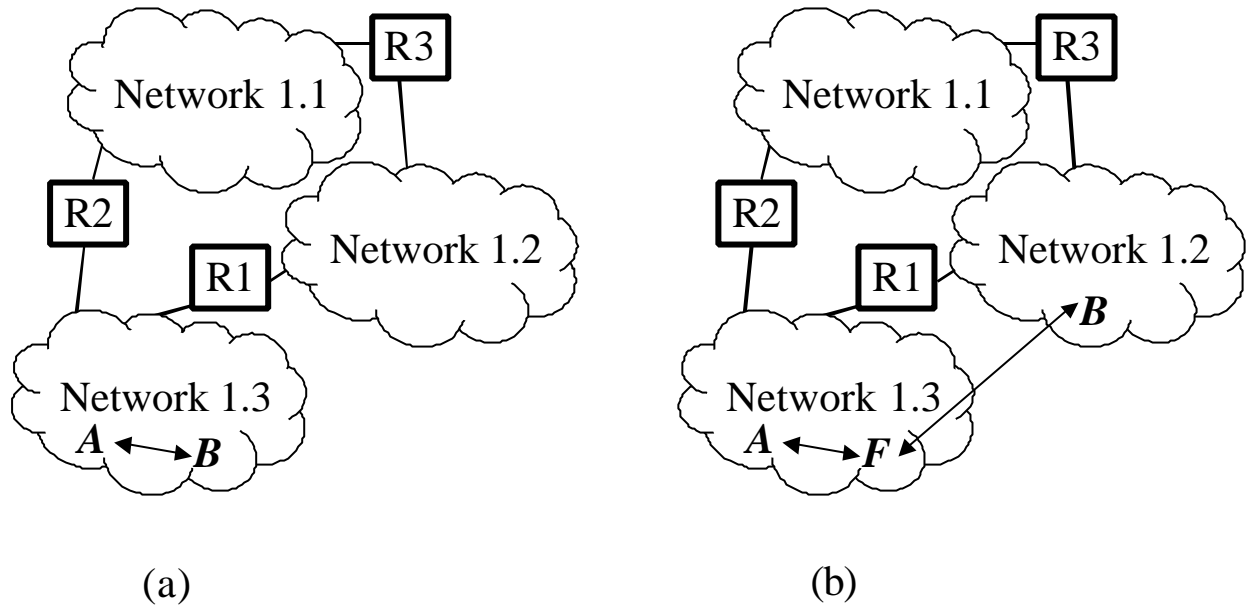 R3
Network 1.1
R2
Network 1.2
R1
Network 1.3
A
B
(a)
R3
Network 1.1
R2
Network 1.2
R1
B
Network 1.3
A
F
(b)